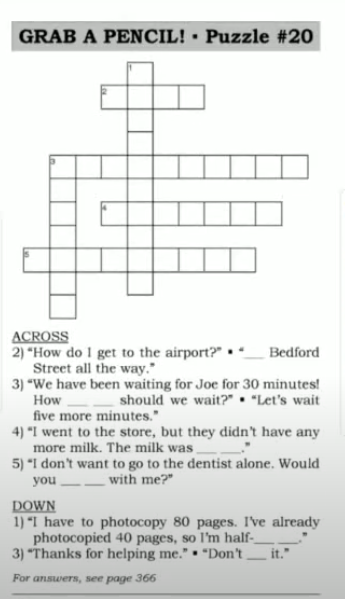 GRAB A PENCIL! • Puzzle #20
1
2
3
4
5
ACROSS
2) “How do I get to the airport?” • “___ Bedford
Street all the way.”
3) “We have been waiting for Joe for 30 minutes!
How ___ ___ should we wait?” • “Let’s wait
five more minutes.”
4) “I went to the store, but they didn’t have any
more milk. The milk was ___ ___.”
5) “I don’t want to go to the dentist alone. Would
you ___ ___ with me?”
DOWN
1) “I have to photocopy 80 pages. I’ve already
photocopied 40 pages, so I’m half-___ ___.”
3) “Thanks for helping me.” • “Don’t ___ it.”
For answers, see page 366